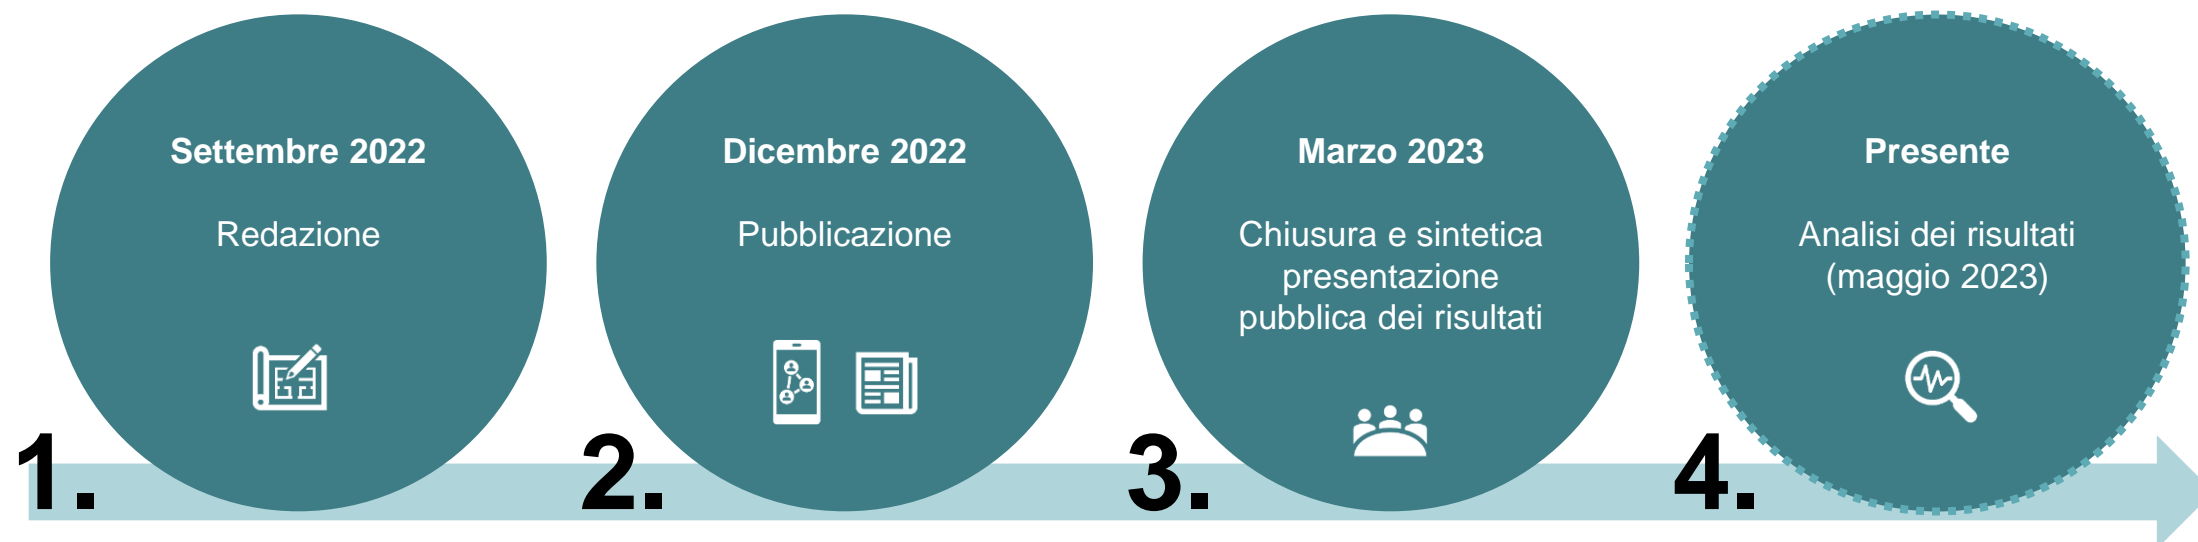 1.
Settembre 2022
Redazione
2.
Dicembre 2022
Pubblicazione
3.
Marzo 2023
Chiusura e sintetica
presentazione
pubblica dei risultati
4.
Presente
Analisi dei risultati
(maggio 2023)